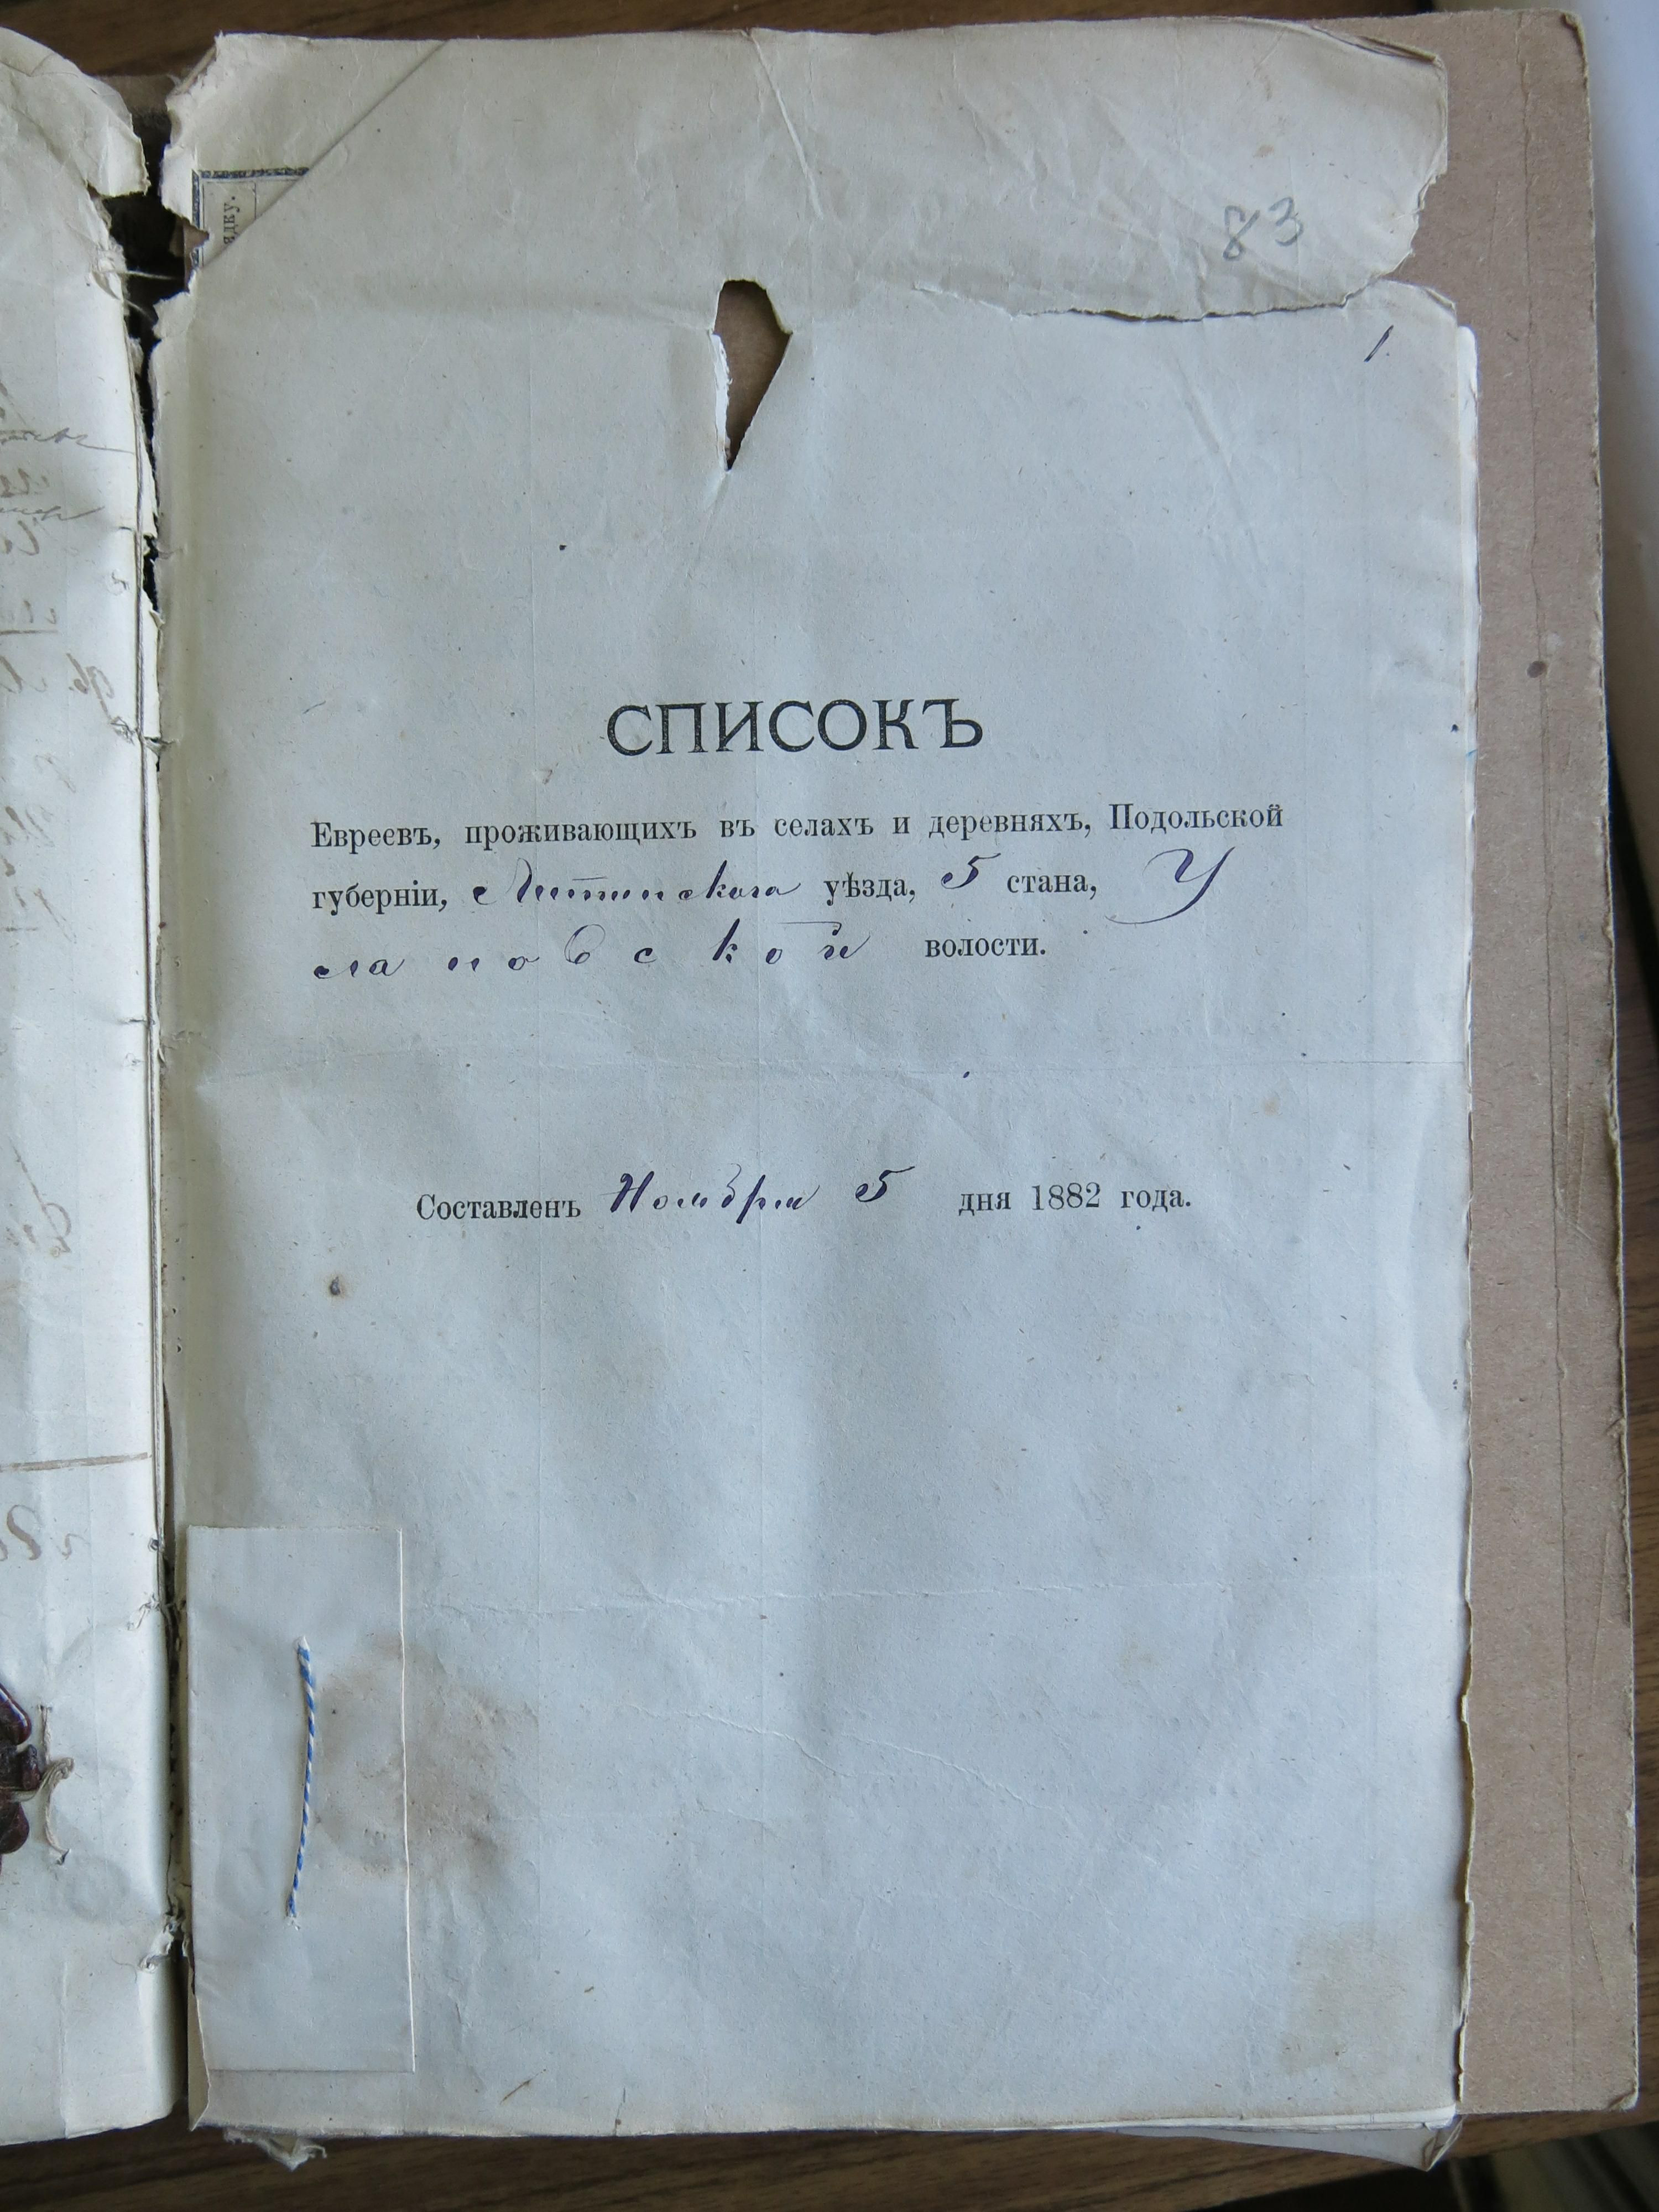 ядку.
83
1.
СПИСОКЪ
Евреевъ, проживающихъ въ селахъ и деревняхъ, Подольской
губерніи, Литинскаго уѣзда, 5 стана, У
лановской волости.
Составленъ Ноября 5 дня 1882 года.